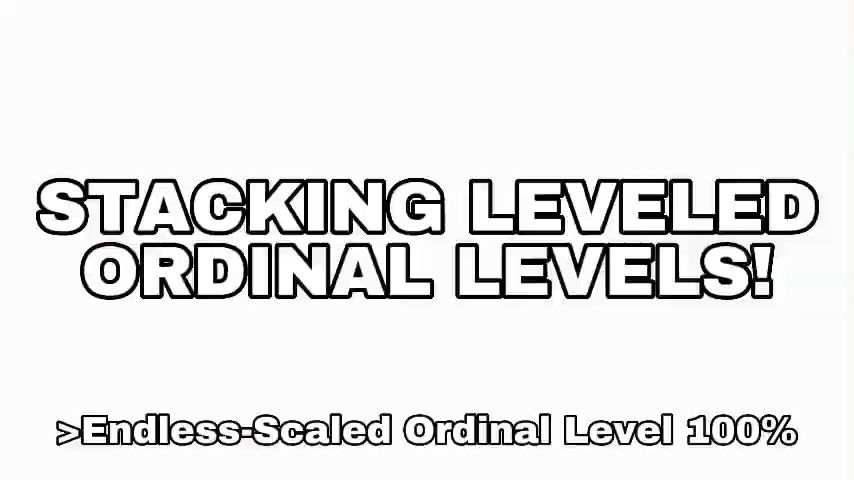 STACKING LEVELED
ORDINAL LEVELS!
>Endless-Scaled Ordinal Level 100%